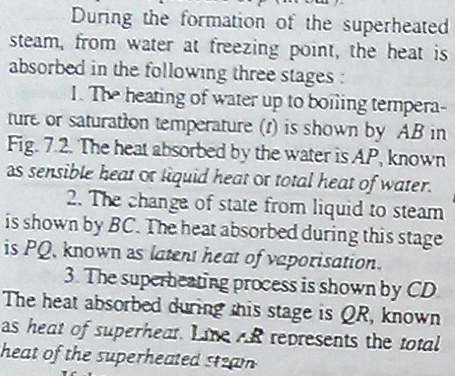 During the formation of the superheated
steam, from water at freezing point, the heat is
absorbed in the following three stages :
1. The heating of water up to boiling tempera-
ture or saturation temperature (t) is shown by AB in
Fig. 7.2. The heat absorbed by the water is AP, known
as sensible heat or liquid heat or total heat of water.
2. The change of state from liquid to steam
is shown by BC. The heat absorbed during this stage
is PQ, known as latent heat of vaporisation.
3. The superheating process is shown by CD.
The heat absorbed during this stage is QR, known
as heat of superheat. Line AR represents the total
heat of the superheated steam